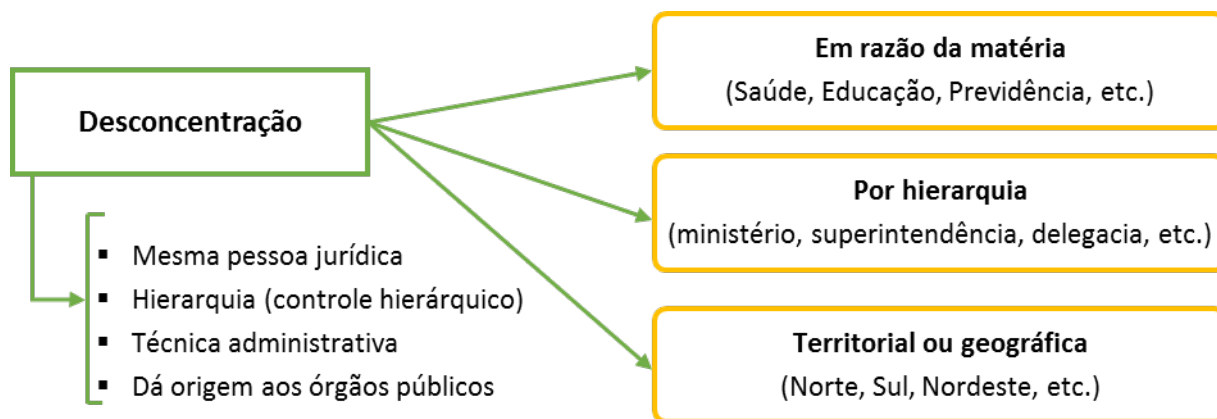 Desconcentração
▪ Mesma pessoa jurídica
▪ Hierarquia (controle hierárquico)
▪ Técnica administrativa
▪ Dá origem aos órgãos públicos
Em razão da matéria
(Saúde, Educação, Previdência, etc.)
Por hierarquia
(ministério, superintendência, delegacia, etc.)
Territorial ou geográfica
(Norte, Sul, Nordeste, etc.)